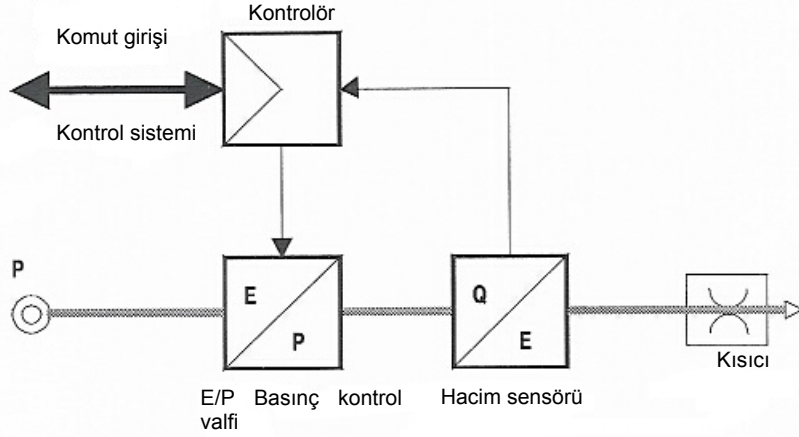 Kontrolör
Komut girişi
Kontrol sistemi
P
E
P
Q
E
Kısıcı
E/P Basınç kontrol
valfi
Hacim sensörü